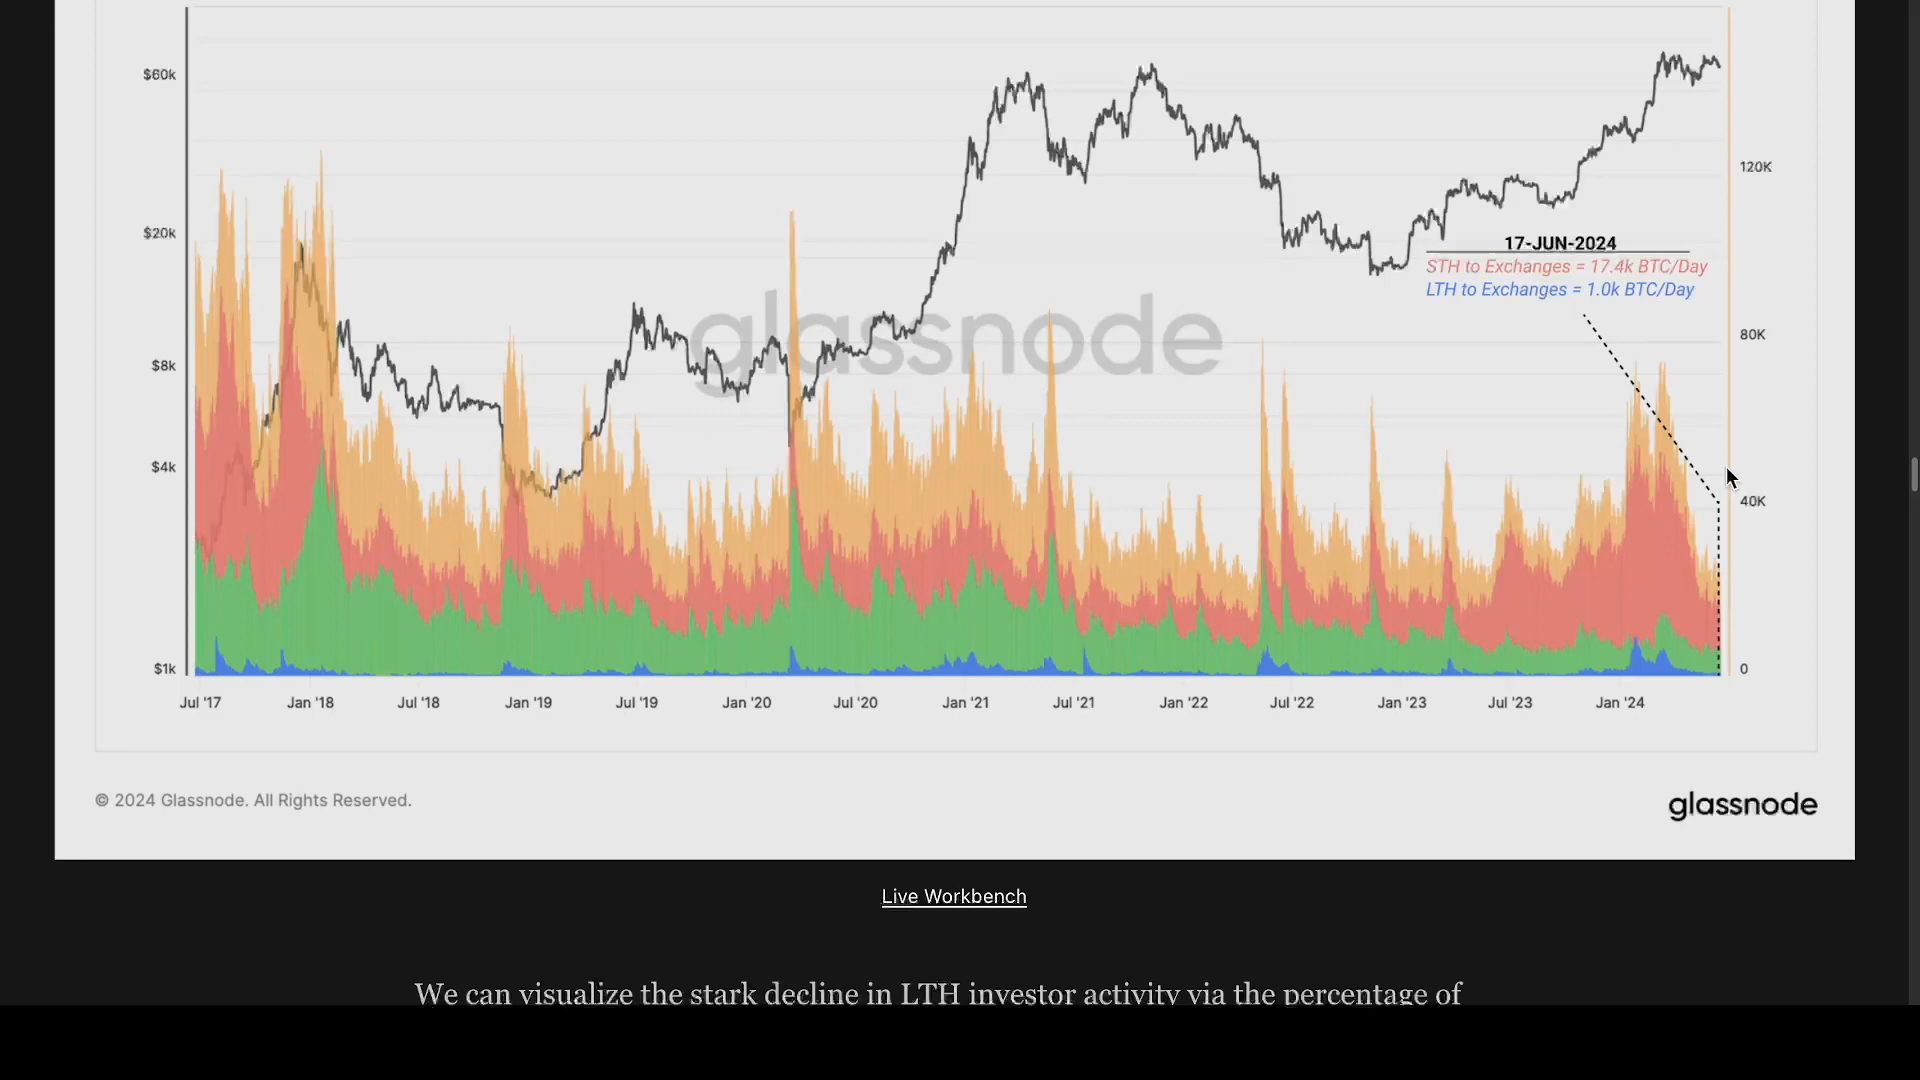 $60k
120K
$20k
17-JUN-2024
STH to Exchanges = 17.4k BTC/Day
LTH to Exchanges = 1.0k BTC/Day
glassnode
80K
$8k
$4k
40K
$1k
0
Jul '17 Jan '18 Jul '18 Jan '19 Jul '19 Jan '20 Jul '20 Jan '21 Jul '21 Jan '22 Jul '22 Jan '23 Jul '23 Jan '24
© 2024 Glassnode. All Rights Reserved.
glassnode
Live Workbench
We can visualize the stark decline in LTH investor activity via the percentage of